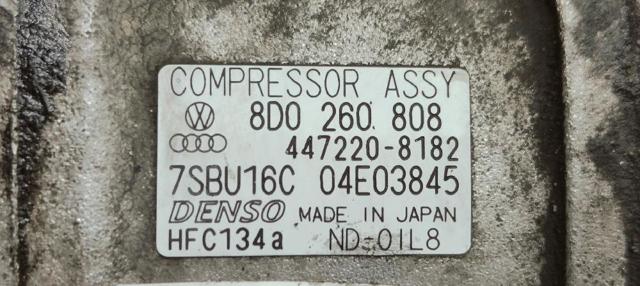 COMPRESSOR ASSY
8D0 260 808
447220-8182
7SBU16C 04E03845
DENSO MADE IN JAPAN
HFC134a ND-OIL8